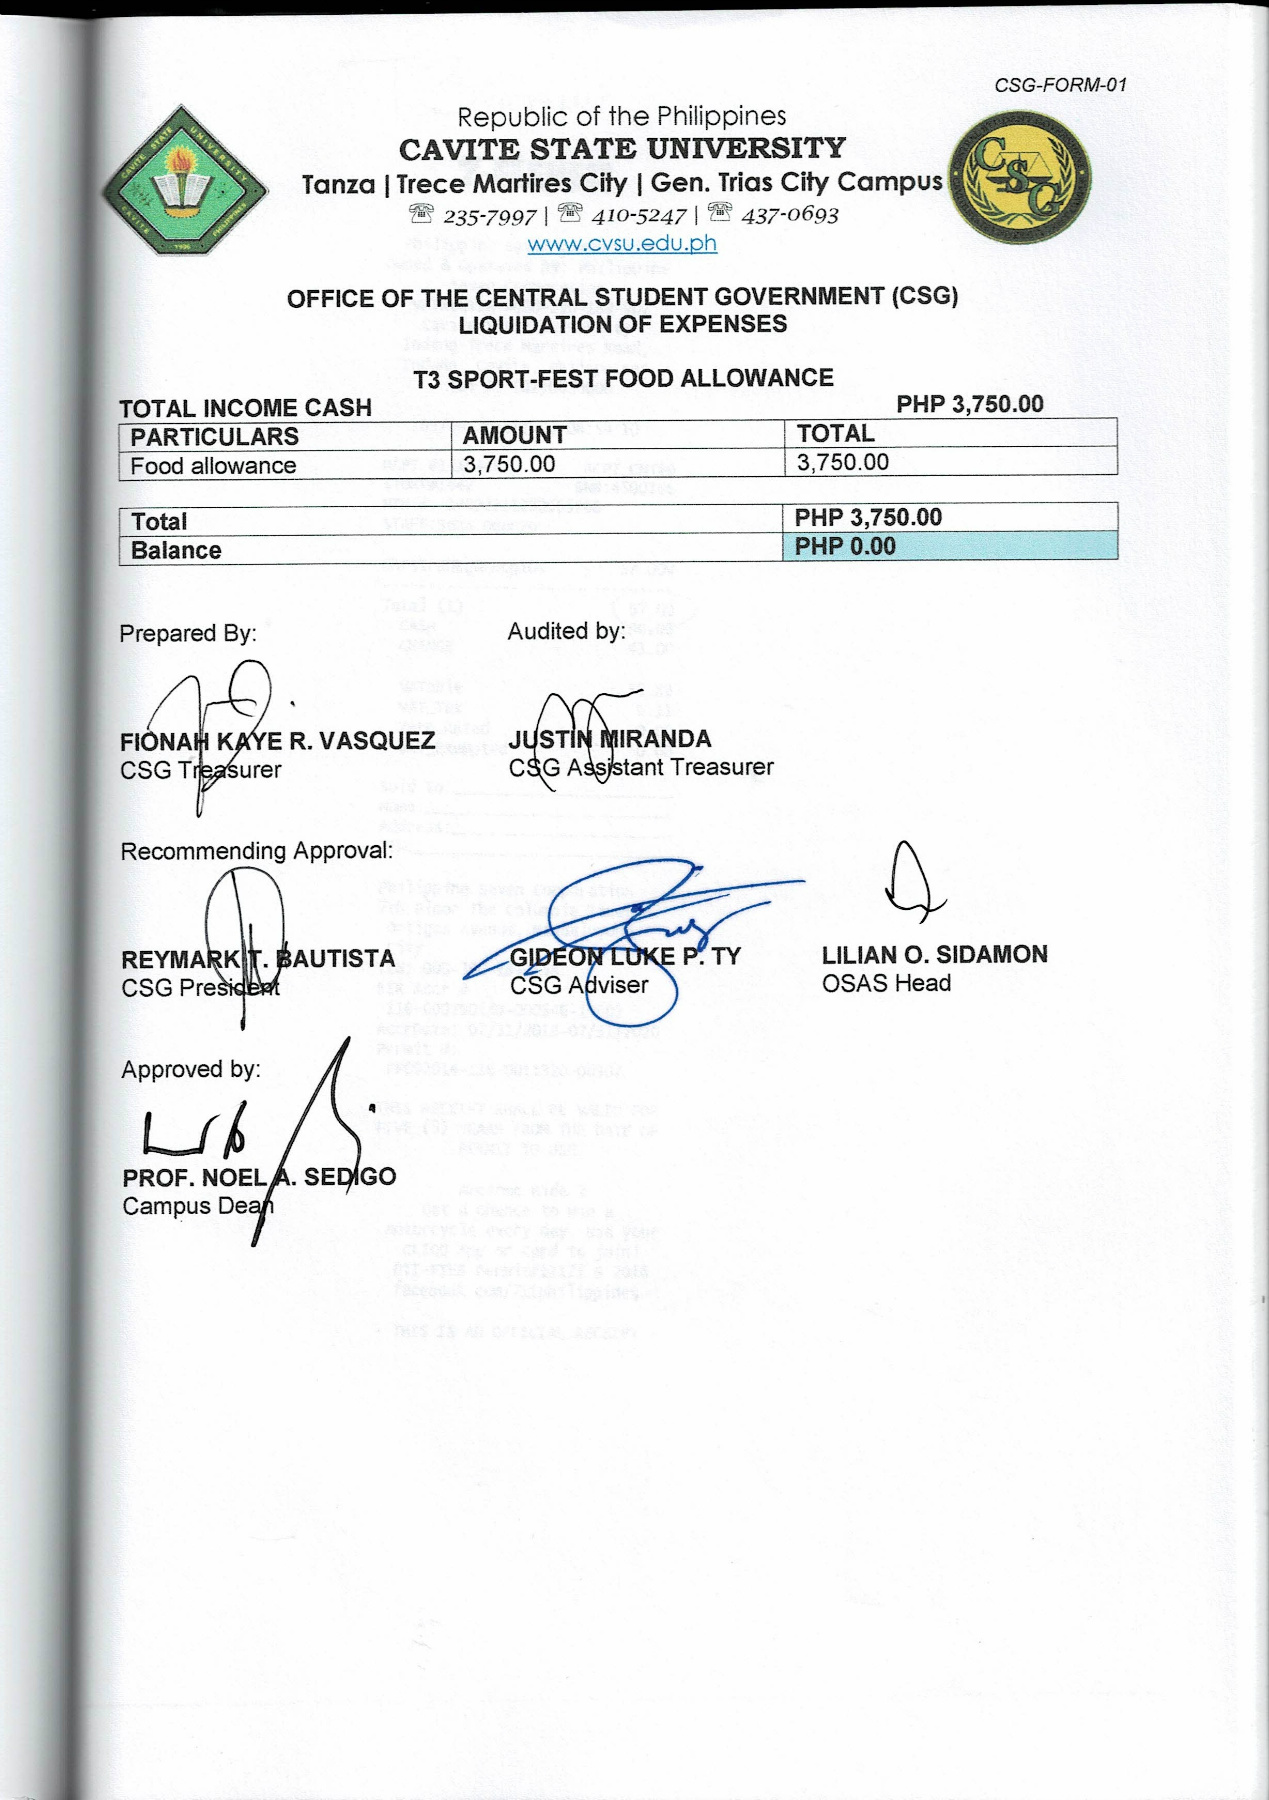 CSG-FORM-01
Republic of the Philippines
CAVITE STATE UNIVERSITY
Tanza | Trece Martires City | Gen. Trias City Campus
☏ 235-7997 | ☏ 410-5247 | ☏ 437-0693
www.cvsu.edu.ph
CAVITE STATE UNIVERSITY
CSG
OFFICE OF THE CENTRAL STUDENT GOVERNMENT (CSG)
LIQUIDATION OF EXPENSES
T3 SPORT-FEST FOOD ALLOWANCE
TOTAL INCOME CASH PHP 3,750.00
PARTICULARS AMOUNT TOTAL
Food allowance 3,750.00 3,750.00
Total PHP 3,750.00
Balance PHP 0.00
Prepared By: Audited by:
FIONAH KAYE R. VASQUEZ JUSTIN MIRANDA
CSG Treasurer CSG Assistant Treasurer
Recommending Approval:
REYMARK T. BAUTISTA GIDEON LUKE P. TY LILIAN O. SIDAMON
CSG President CSG Adviser OSAS Head
Approved by:
PROF. NOEL A. SEDIGO
Campus Dean